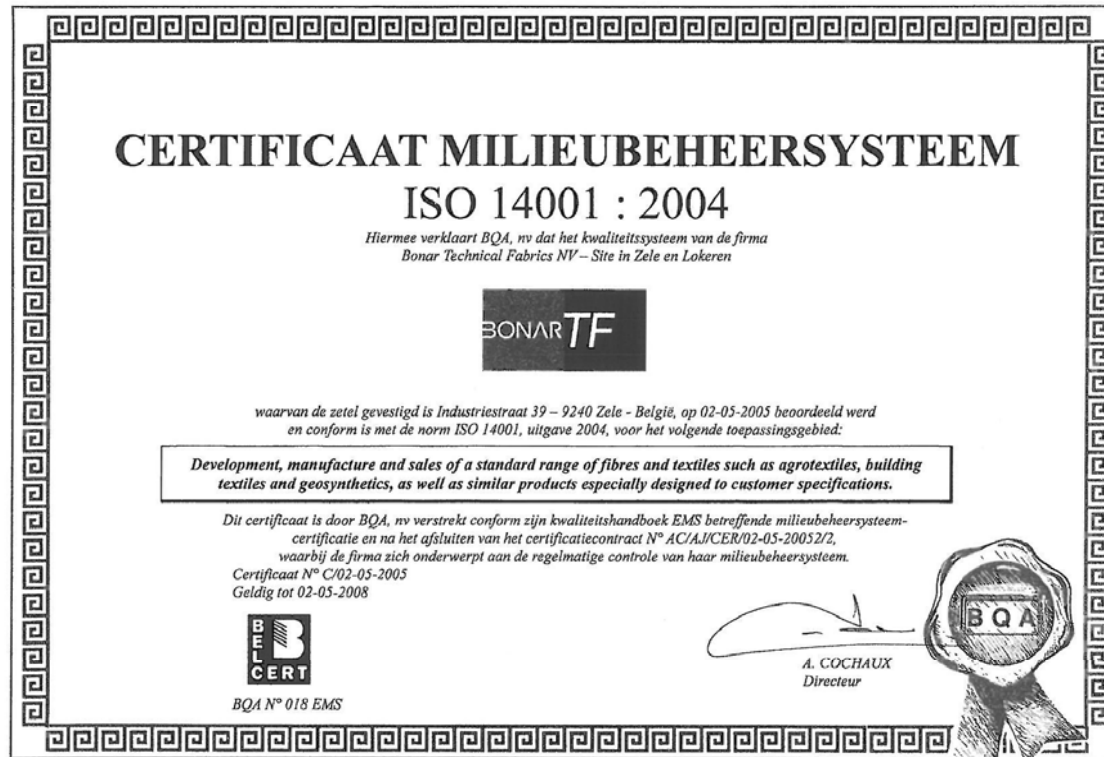 CERTIFICAAT MILIEUBEHEERSYSTEEM
ISO 14001 : 2004
Hiermee verklaart BQA, nv dat het kwaliteitssysteem van de firma
Bonar Technical Fabrics NV – Site in Zele en Lokeren
BONAR TF
waarvan de zetel gevestigd is Industriestraat 39 – 9240 Zele - België, op 02-05-2005 beoordeeld werd
en conform is met de norm ISO 14001, uitgave 2004, voor het volgende toepassingsgebied:
Development, manufacture and sales of a standard range of fibres and textiles such as agrotextiles, building
textiles and geosynthetics, as well as similar products especially designed to customer specifications.
Dit certificaat is door BQA, nv verstrekt conform zijn kwaliteitshandboek EMS betreffende milieubeheersysteem-
certificatie en na het afsluiten van het certificatiecontract N° AC/AJ/CER/02-05-20052/2,
waarbij de firma zich onderwerpt aan de regelmatige controle van haar milieubeheersysteem.
Certificaat N° C/02-05-2005
Geldig tot 02-05-2008
BELCERT
BQA N° 018 EMS
A. COCHAUX
Directeur
BQA